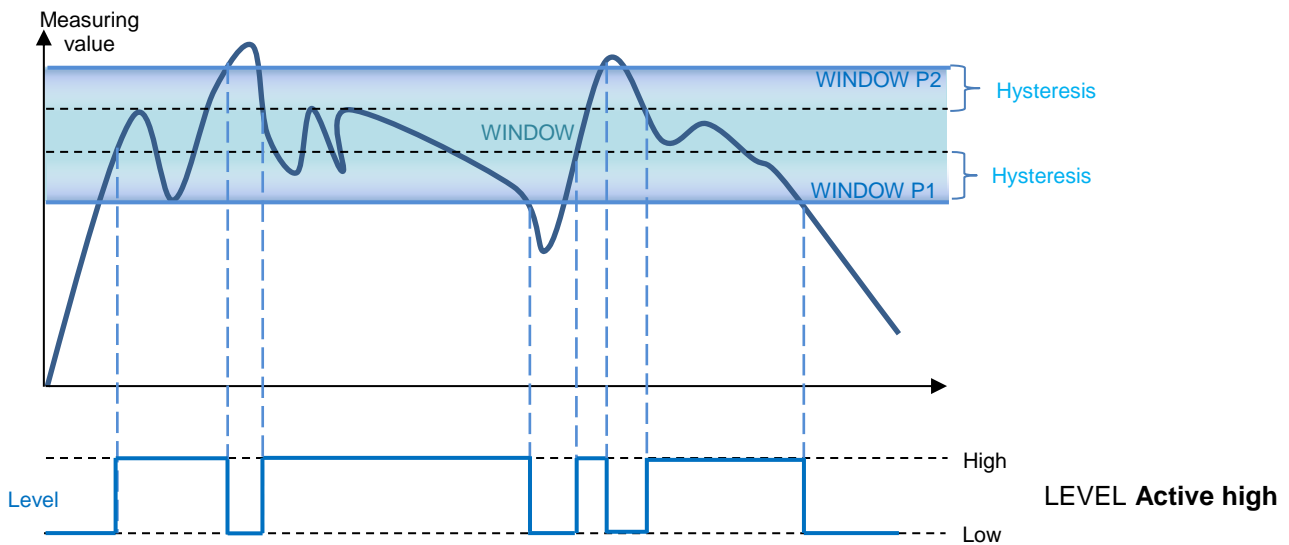 Measuring
value
WINDOW P2
Hysteresis
WINDOW
Hysteresis
WINDOW P1
High
Level
LEVEL Active high
Low